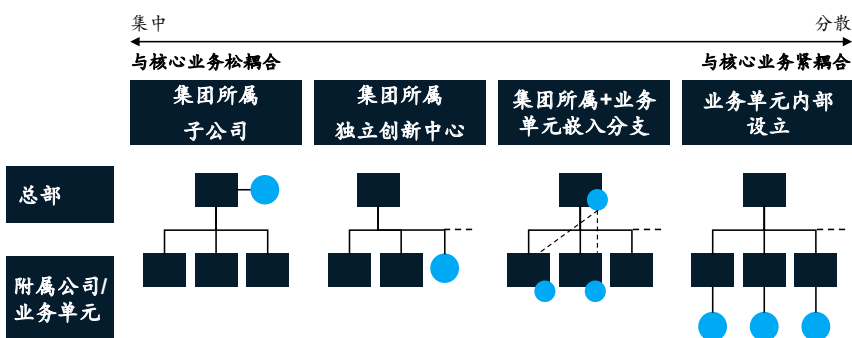 集中 分散
与核心业务松耦合 与核心业务紧耦合
集团所属
子公司
集团所属
独立创新中心
集团所属+业务
单元嵌入分支
业务单元内部
设立
总部
附属公司/
业务单元